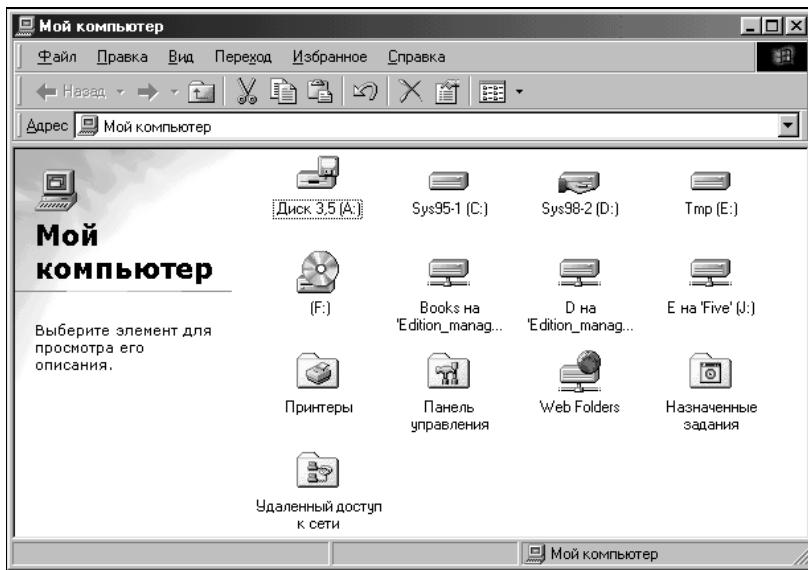 Мой компьютер
Файл Правка Вид Переход Избранное Справка
Назад
Адрес Мой компьютер
Мой
компьютер
Выберите элемент для
просмотра его
описания.
Диск 3,5 (A:) Sys95-1 (C:) Sys98-2 (D:) Tmp (E:)
(F:) Books на D на E на 'Five' (J:)
'Edition_manag... 'Edition_manag...
Принтеры Панель Web Folders Назначенные
управления задания
Удаленный доступ
к сети
Мой компьютер